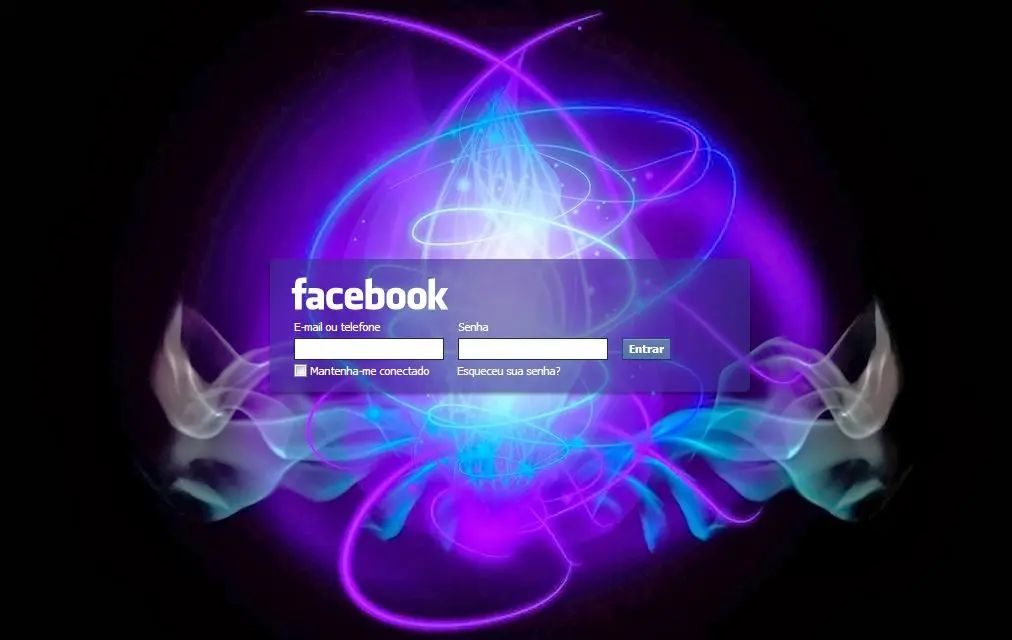 facebook
E-mail ou telefone Senha
Entrar
Mantenha-me conectado Esqueceu sua senha?